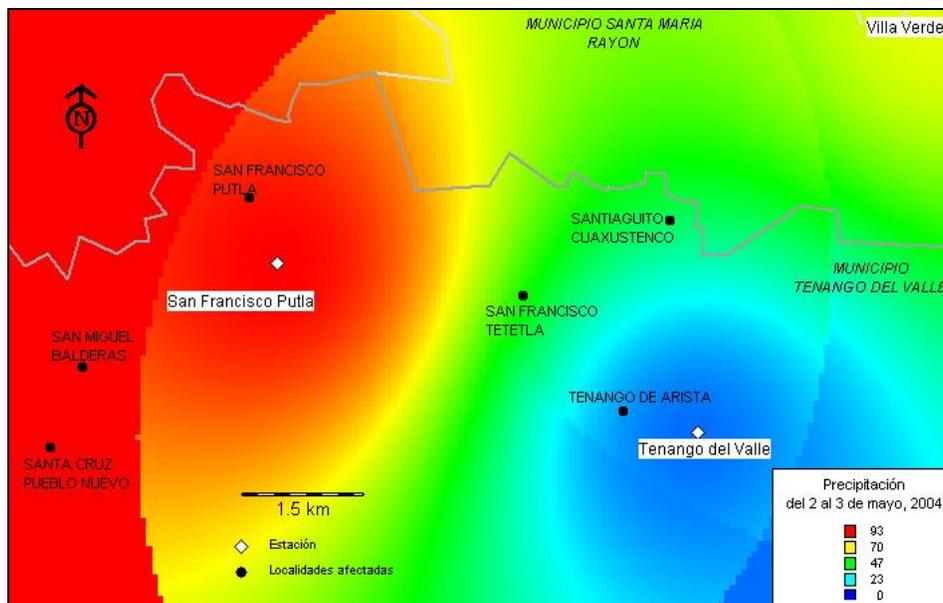 MUNICIPIO SANTA MARIA
RAYON
Villa Verde
N
SAN FRANCISCO
PUTLA
SANTIAGUITO
CUAXUSTENCO
MUNICIPIO
TENANGO DEL VALLE
San Francisco Putla
SAN FRANCISCO
TETETLA
SAN MIGUEL
BALDERAS
TENANGO DE ARISTA
Tenango del Valle
SANTA CRUZ
PUEBLO NUEVO
1.5 km
Estación
Localidades afectadas
Precipitación
del 2 al 3 de mayo, 2004
93
70
47
23
0